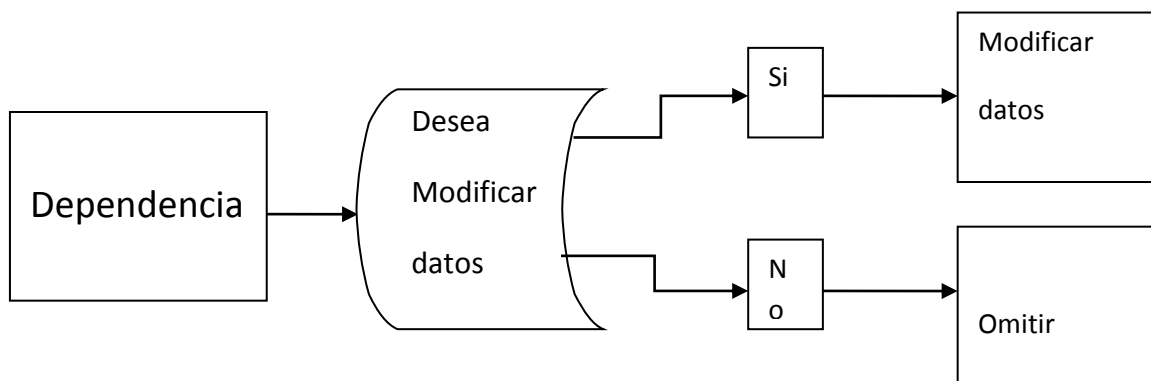 Dependencia
Desea
Modificar
datos
Si
Modificar
datos
N
o
Omitir